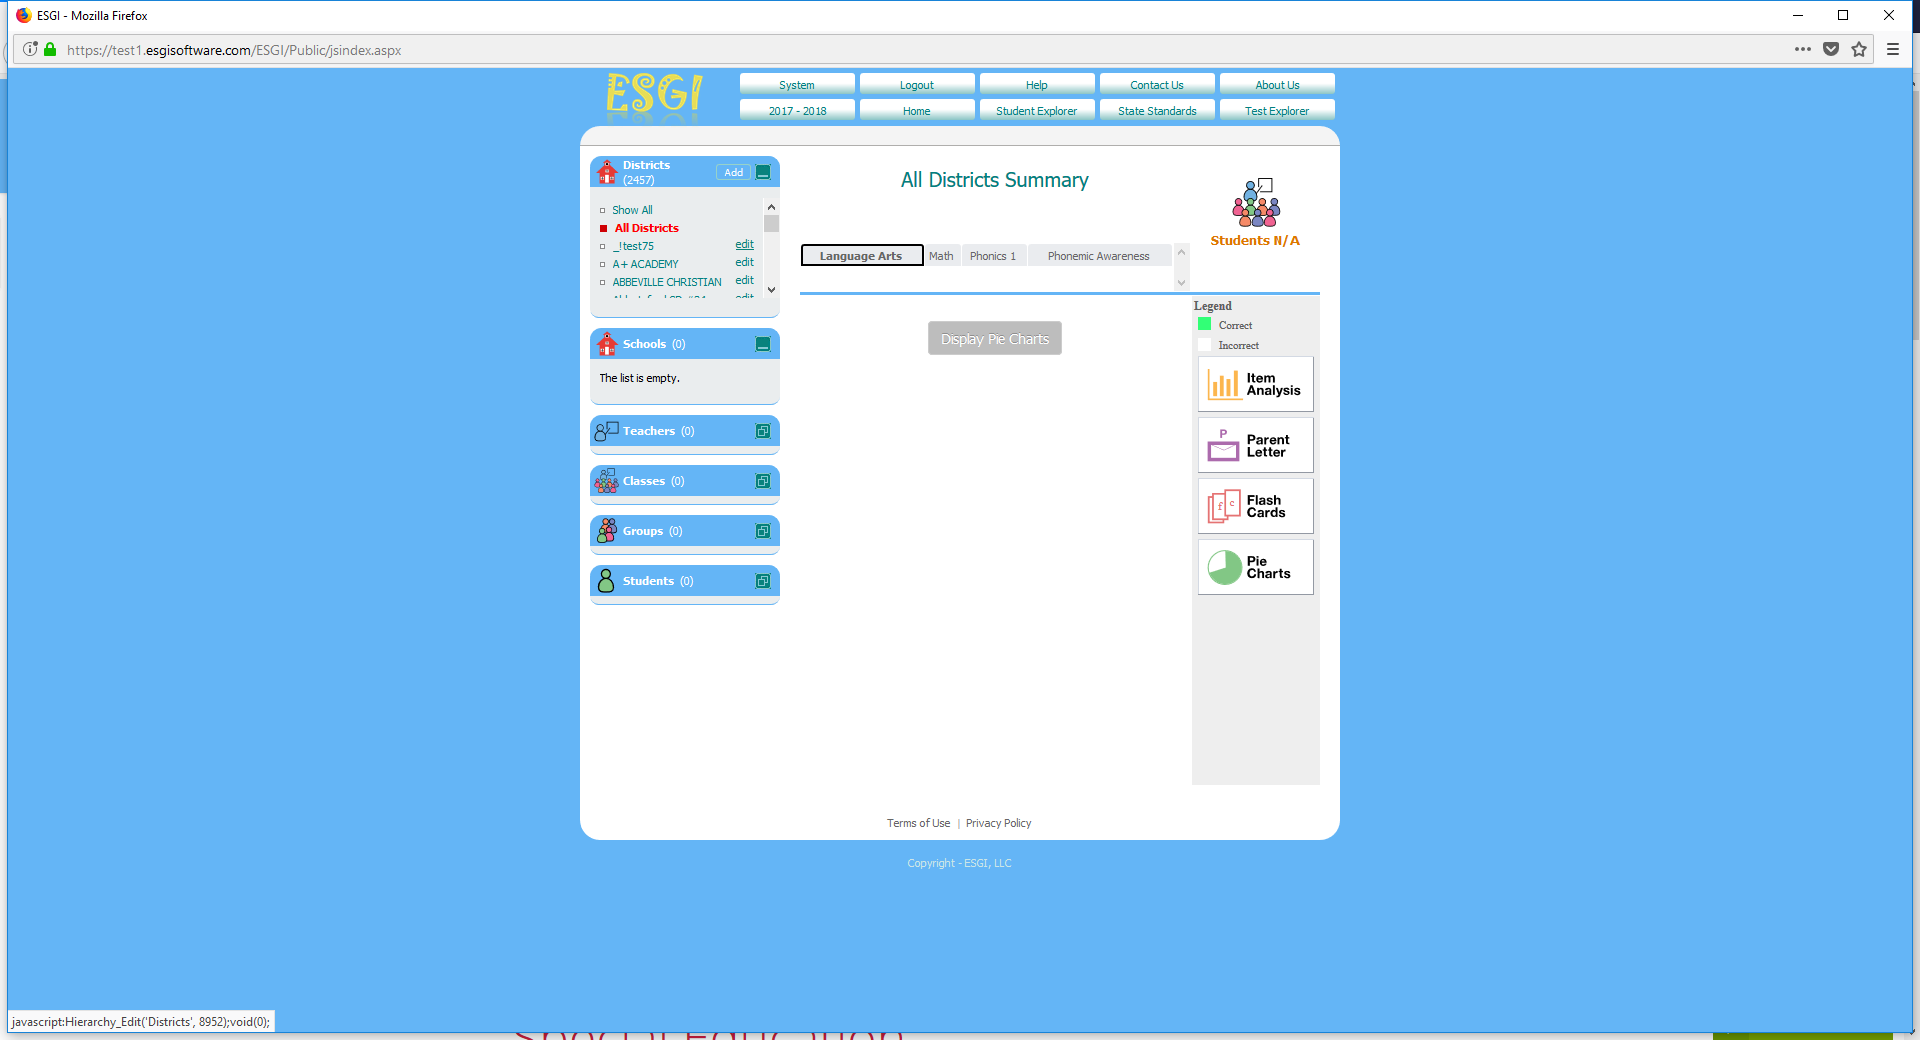 ESGI - Mozilla Firefox
https://test1.esgisoftware.com/ESGI/Public/jsindex.aspx
ESGI
System Logout Help Contact Us About Us
2017 - 2018 Home Student Explorer State Standards Test Explorer
Districts
(2457)
Add
Show All
All Districts
_!test75 edit
A+ ACADEMY edit
ABBEVILLE CHRISTIAN edit
edit
Schools (0)
The list is empty.
Teachers (0)
Classes (0)
Groups (0)
Students (0)
All Districts Summary
Students N/A
Language Arts Math Phonics 1 Phonemic Awareness
Display Pie Charts
Legend
Correct
Incorrect
Item
Analysis
P
Parent
Letter
f c
Flash
Cards
Pie
Charts
Terms of Use | Privacy Policy
Copyright - ESGI, LLC
javascript:Hierarchy_Edit('Districts', 8952);void(0);
Special Education